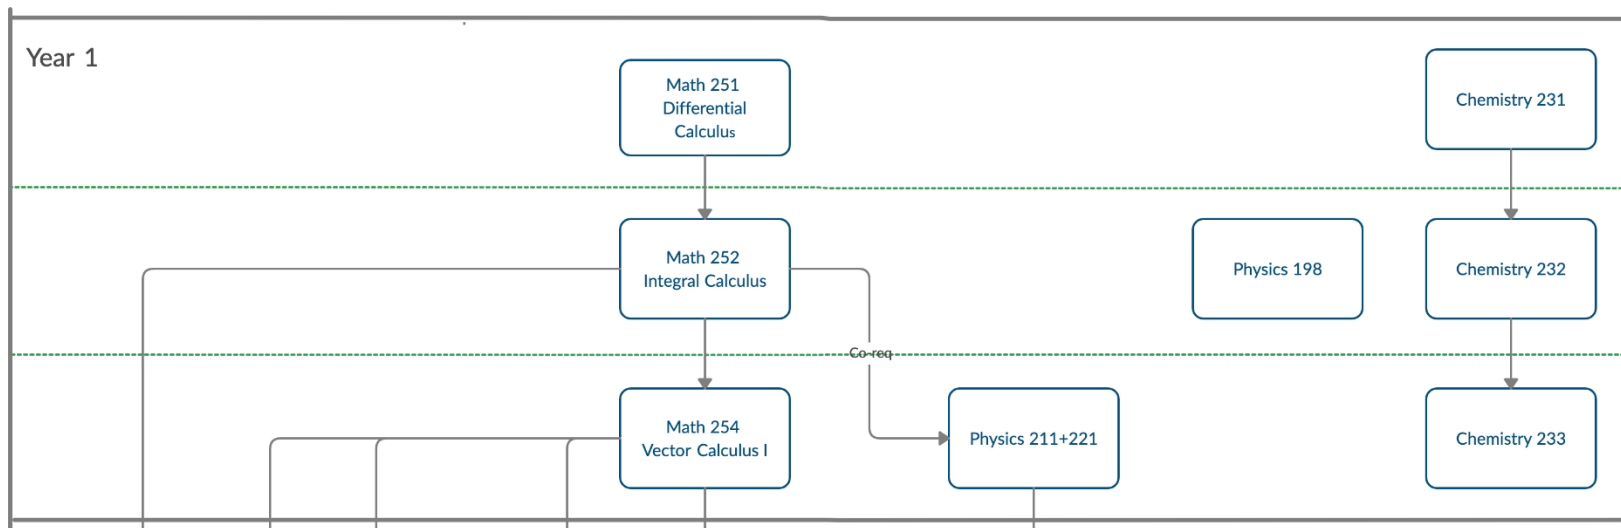 Year 1
Math 251
Differential
Calculus
Chemistry 231
Math 252
Integral Calculus
Physics 198
Chemistry 232
Co-req
Math 254
Vector Calculus I
Physics 211+221
Chemistry 233